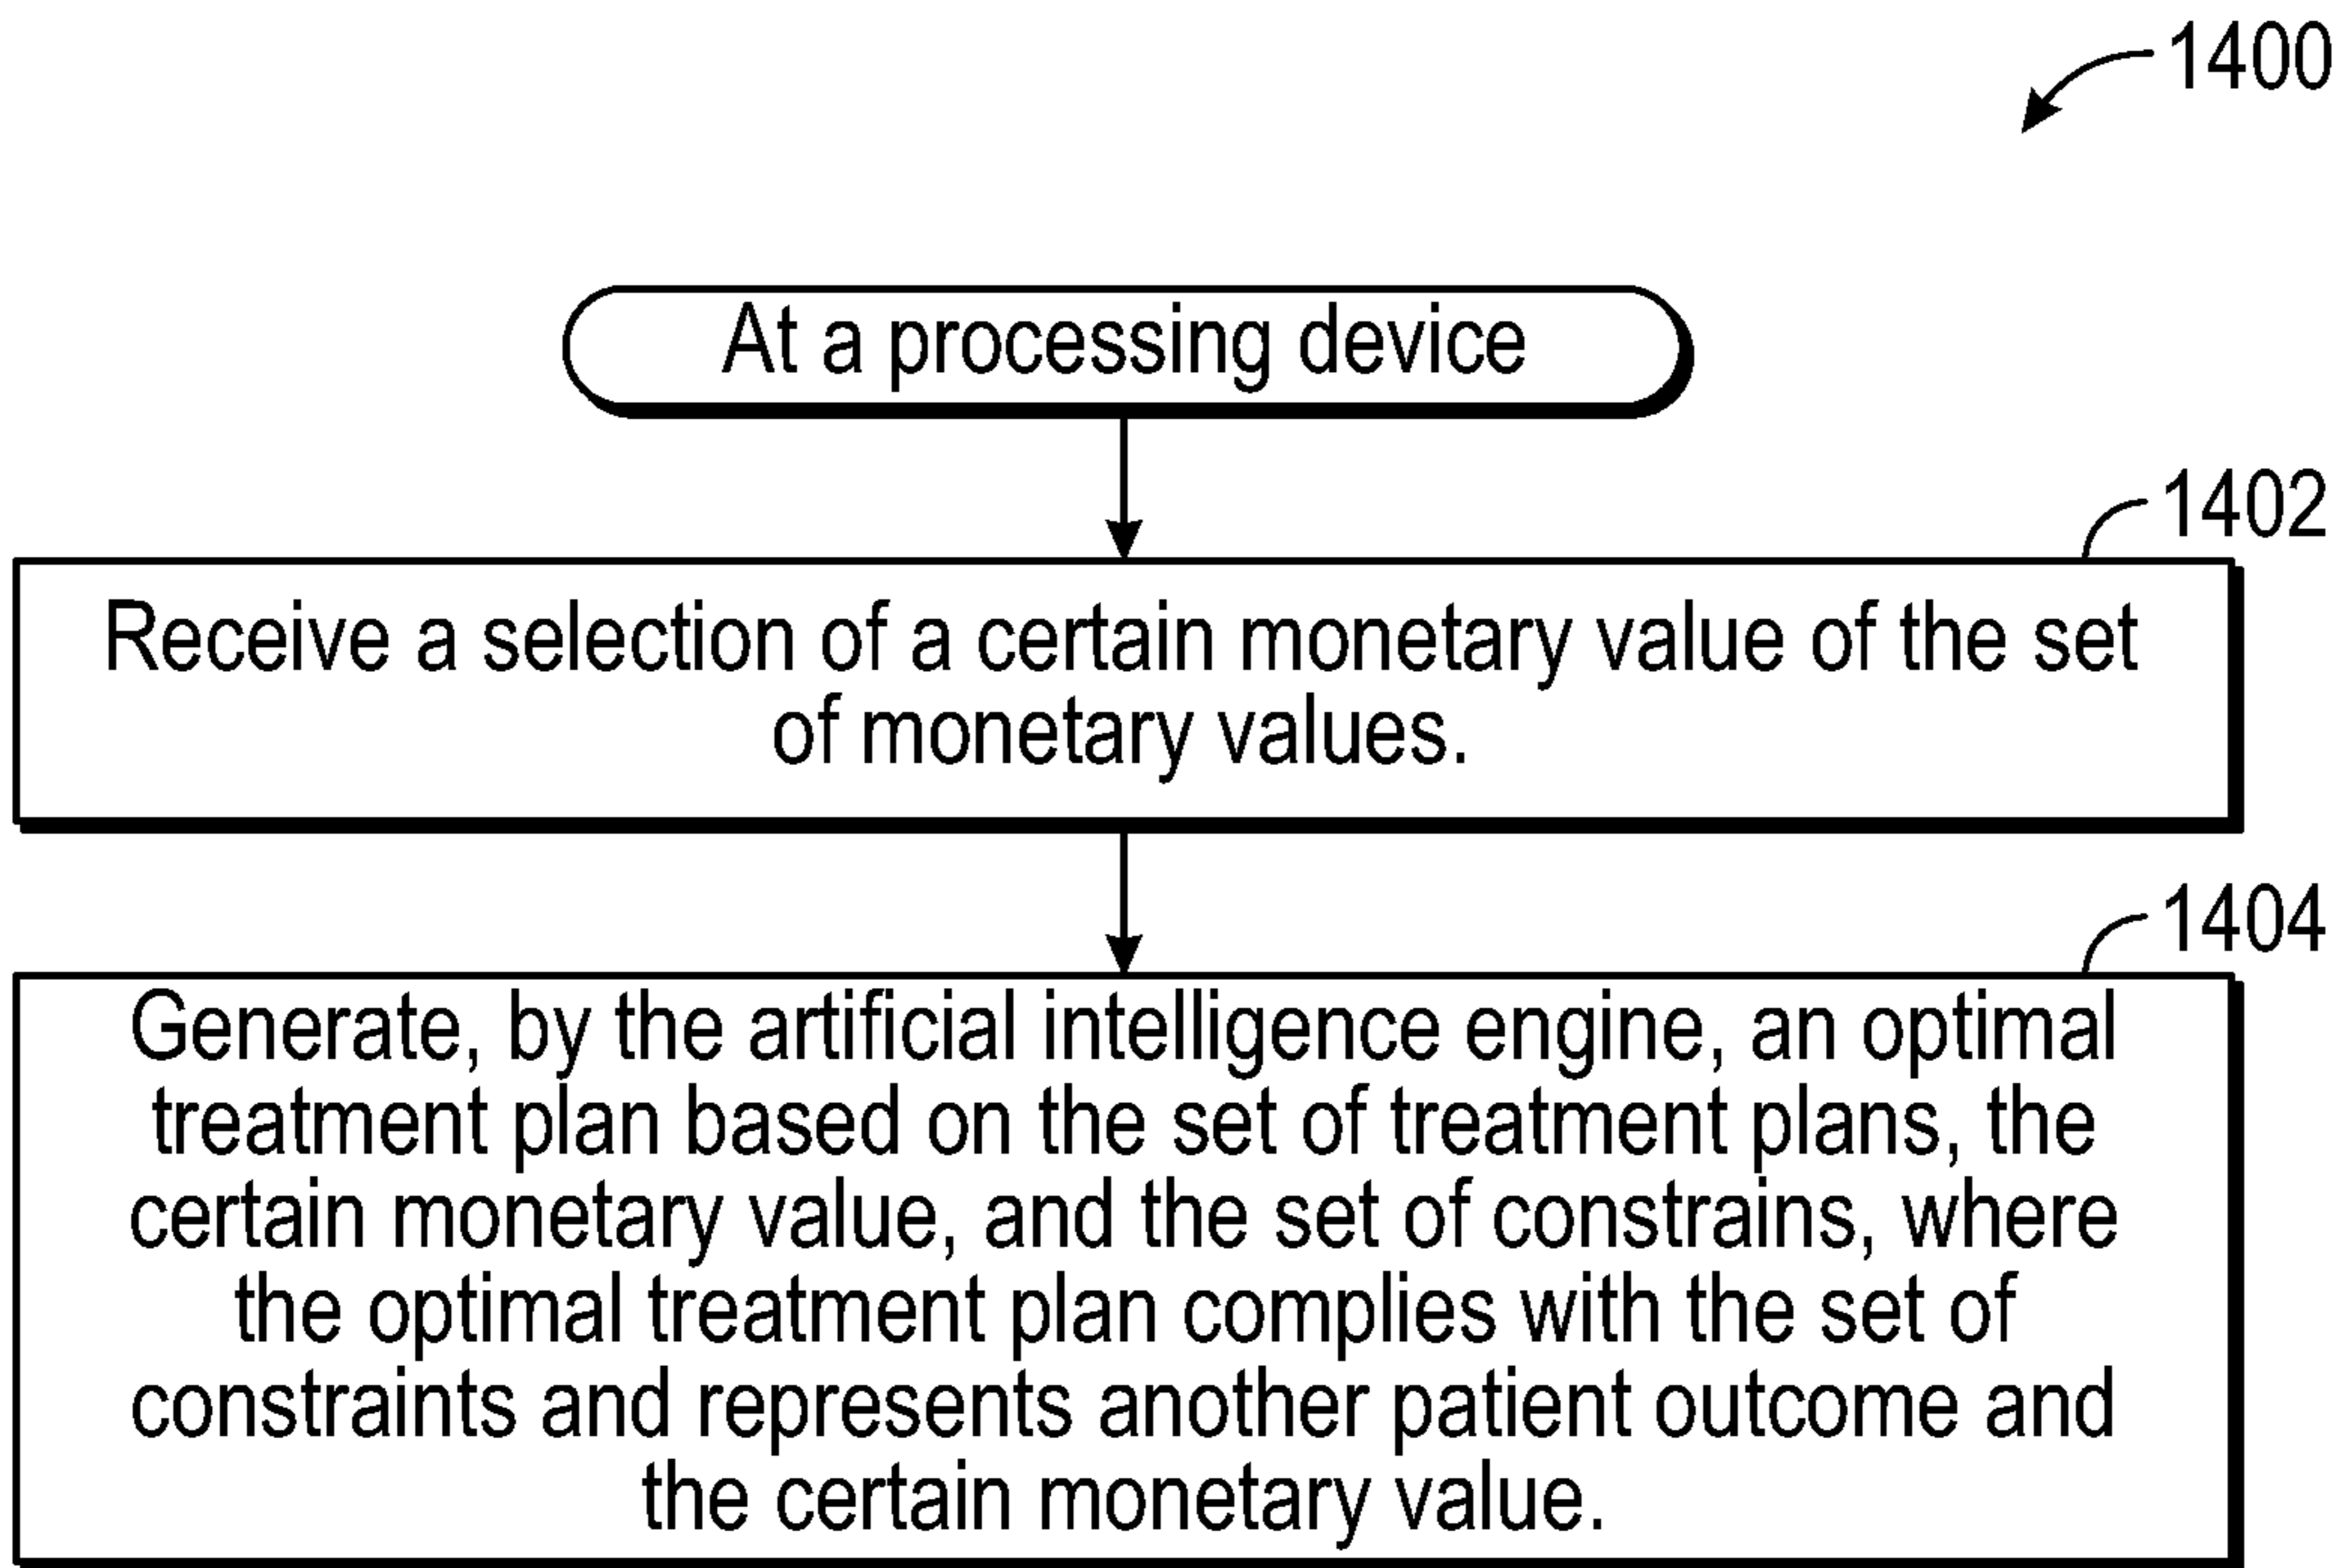 1400
At a processing device
1402
Receive a selection of a certain monetary value of the set
of monetary values.
1404
Generate, by the artificial intelligence engine, an optimal
treatment plan based on the set of treatment plans, the
certain monetary value, and the set of constrains, where
the optimal treatment plan complies with the set of
constraints and represents another patient outcome and
the certain monetary value.